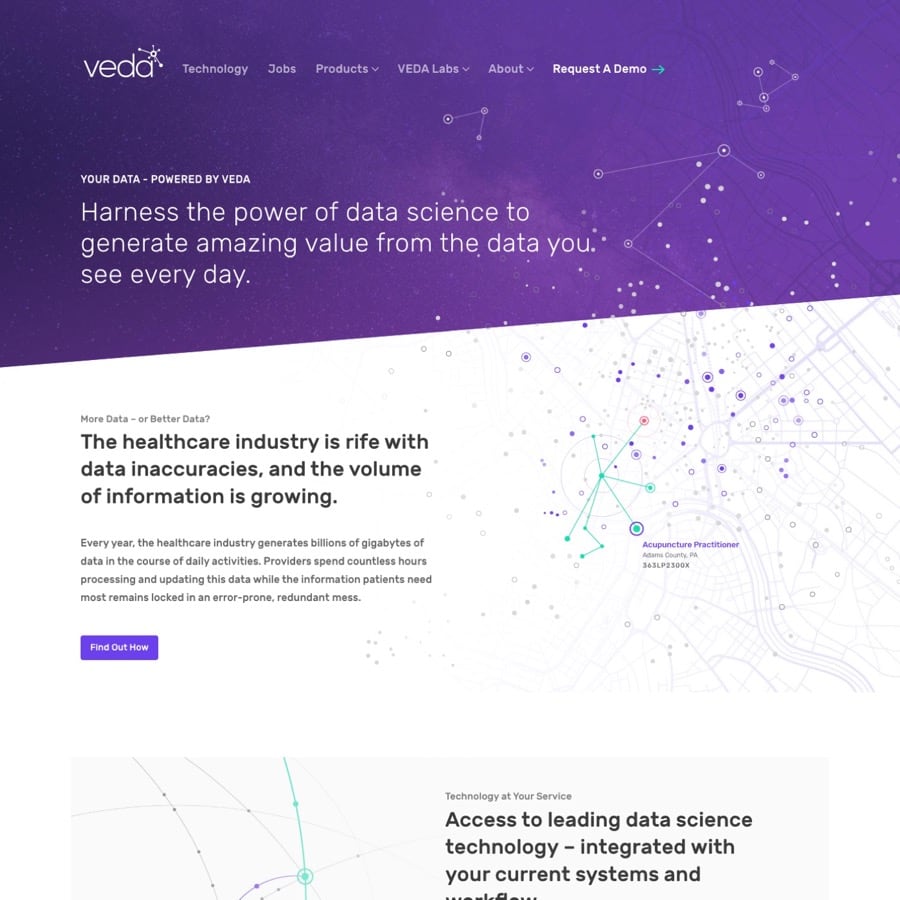 veda
Technology Jobs Products VEDA Labs About Request A Demo
YOUR DATA - POWERED BY VEDA
Harness the power of data science to
generate amazing value from the data you
see every day.
More Data – or Better Data?
The healthcare industry is rife with
data inaccuracies, and the volume
of information is growing.
Every year, the healthcare industry generates billions of gigabytes of
data in the course of daily activities. Providers spend countless hours
processing and updating this data while the information patients need
most remains locked in an error-prone, redundant mess.
Find Out How
Acupuncture Practitioner
Adams County, PA
363LP2300X
Technology at Your Service
Access to leading data science
technology – integrated with
your current systems and
workflow